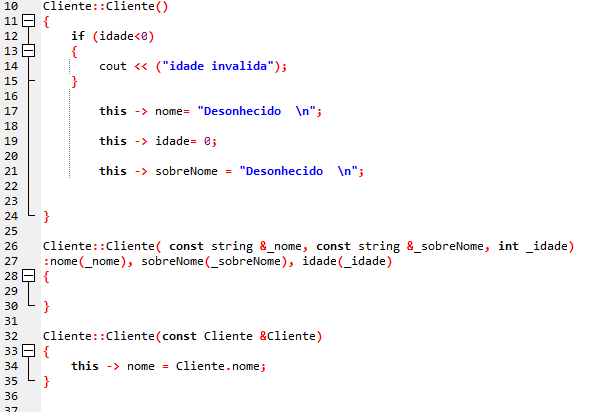 10 Cliente::Cliente()
11 {
12 if (idade<0)
13 {
14 cout << ("idade invalida");
15 }
16
17 this -> nome= "Desonhecido  \n";
18
19 this -> idade= 0;
20
21 this -> sobreNome = "Desonhecido  \n";
22
23
24 }
25
26 Cliente::Cliente( const string &_nome, const string &_sobreNome, int _idade)
27 :nome(_nome), sobreNome(_sobreNome), idade(_idade)
28 {
29
30 }
31
32 Cliente::Cliente(const Cliente &Cliente)
33 {
34 this -> nome = Cliente.nome;
35 }
36
37